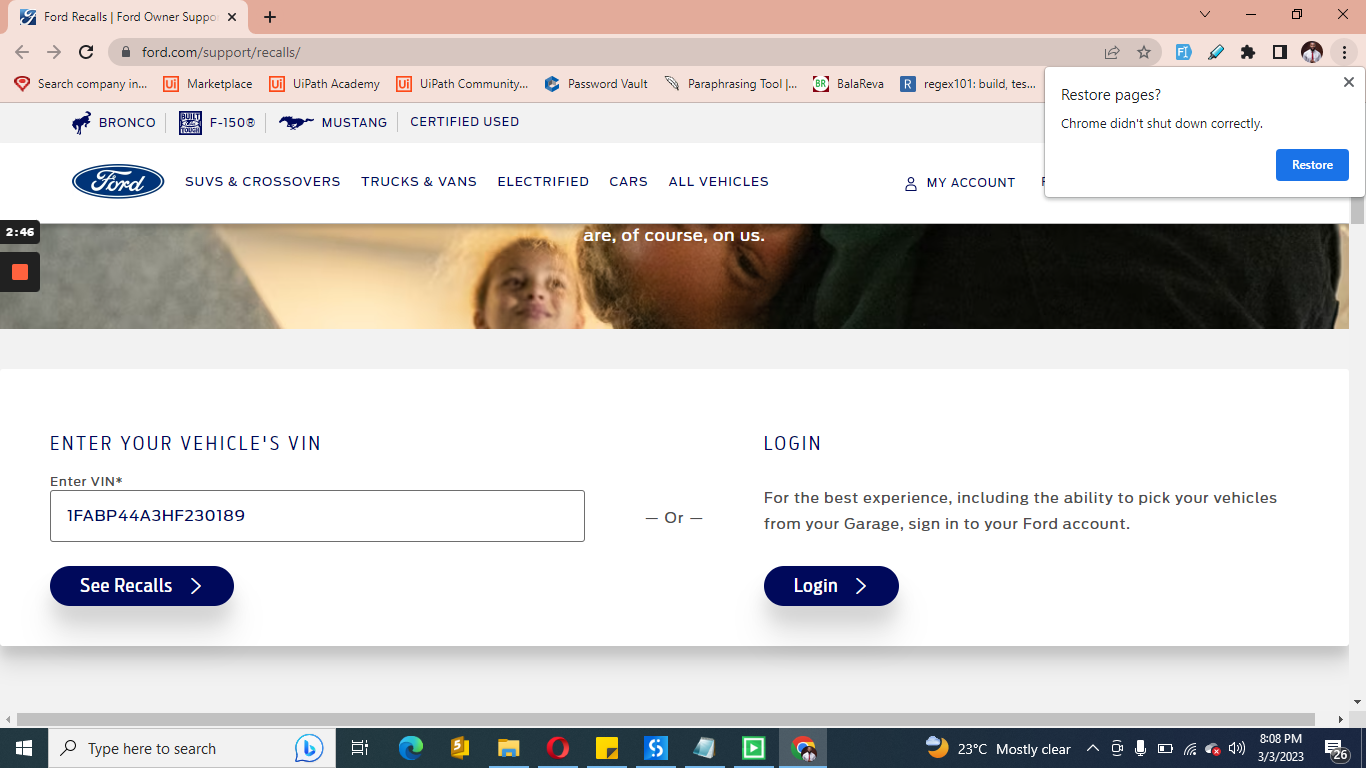 Ford Recalls | Ford Owner Suppo
ford.com/support/recalls/
Search company in...
Marketplace
UiPath Academy
UiPath Community...
Password Vault
Paraphrasing Tool |...
BalaReva
regex101: build, tes...
Restore pages?
Chrome didn't shut down correctly.
Restore
BRONCO
BUILT Ford TOUGH
F-150®
MUSTANG
CERTIFIED USED
Ford
SUVS & CROSSOVERS
TRUCKS & VANS
ELECTRIFIED
CARS
ALL VEHICLES
MY ACCOUNT
2:46
are, of course, on us.
ENTER YOUR VEHICLE'S VIN
Enter VIN*
1FABP44A3HF230189
See Recalls
— Or —
LOGIN
For the best experience, including the ability to pick your vehicles
from your Garage, sign in to your Ford account.
Login
Type here to search
23°C Mostly clear
8:08 PM
3/3/2023
26